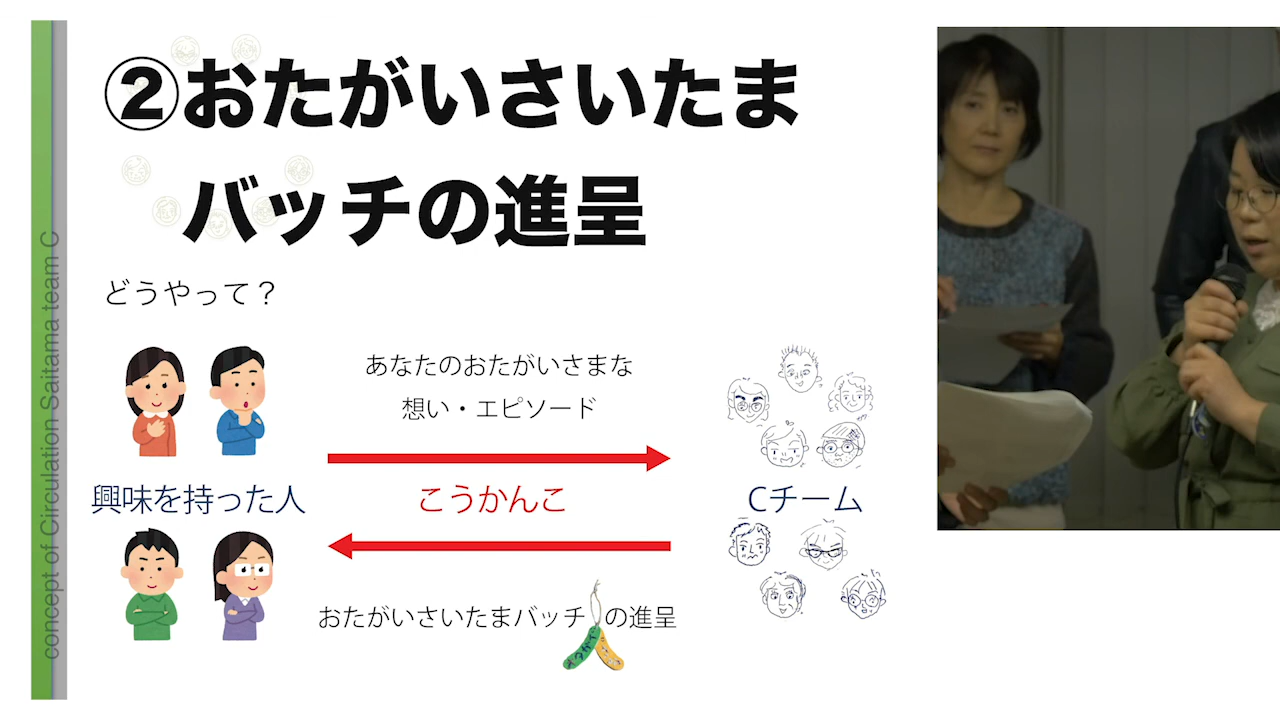 ②おたがいさいたま
バッチの進呈
どうやって？
あなたのおたがいさまな
想い・エピソード
興味を持った人
こうかんこ
Cチーム
おたがいさいたまバッチ
の進呈
concept of Circulation Saitama team C